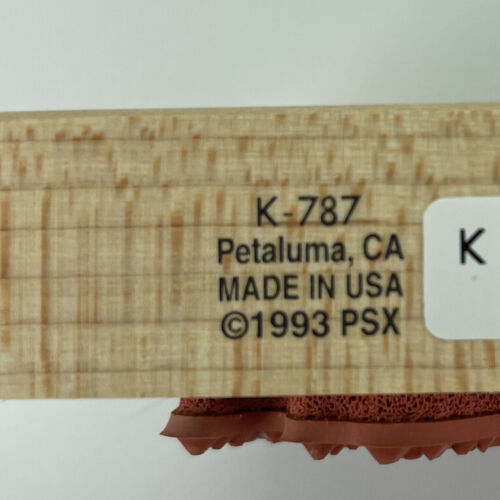 K-787
Petaluma, CA
MADE IN USA
©1993 PSX
K